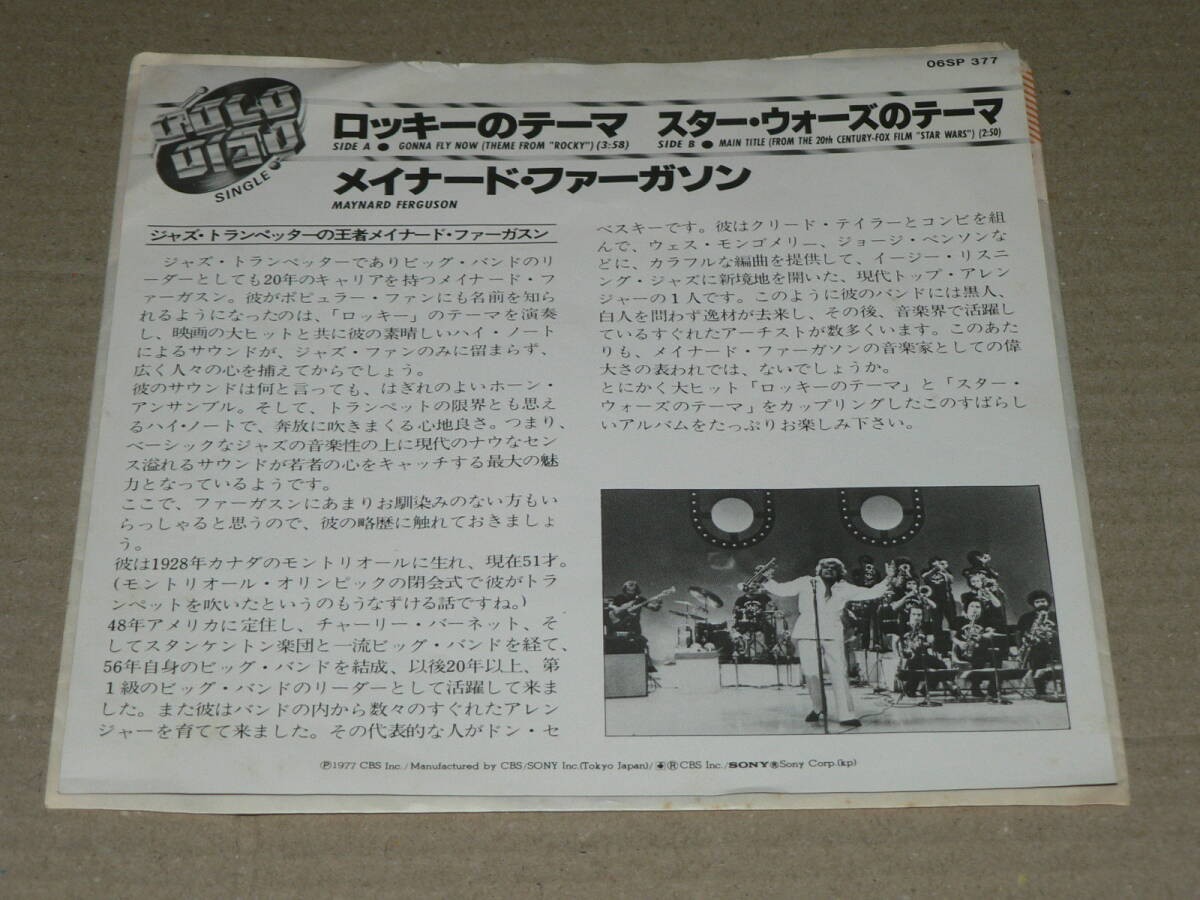 06SP 377
GOLD
DISC
SINGLE
ロッキーのテーマ
SIDE A ● GONNA FLY NOW (THEME FROM "ROCKY") (3:58)
スター・ウォーズのテーマ
SIDE B ● MAIN TITLE (FROM THE 20th CENTURY-FOX FILM "STAR WARS") (2:50)
メイナード・ファーガソン
MAYNARD FERGUSON
ジャズ・トランペッターの王者メイナード・ファーガスン
ジャズ・トランペッターでありビッグ・バンドのリ
ーダーとしても20年のキャリアを持つメイナード・フ
ァーガスン。彼がポピュラー・ファンにも名前を知ら
れるようになったのは、「ロッキー」のテーマを演奏
し、映画の大ヒットと共に彼の素晴しいハイ・ノート
によるサウンドが、ジャズ・ファンのみに留まらず、
広く人々の心を捕えてからでしょう。
彼のサウンドは何と言っても、はぎれのよいホーン・
アンサンブル。そして、トランペットの限界とも思え
るハイ・ノートで、奔放に吹きまくる心地良さ。つまり、
ベーシックなジャズの音楽性の上に現代のナウなセン
ス溢れるサウンドが若者の心をキャッチする最大の魅
力となっているようです。
ここで、ファーガスンにあまりお馴染みのない方もい
らっしゃると思うので、彼の略歴に触れておきましょ
う。
彼は1928年カナダのモントリオールに生れ、現在51才。
(モントリオール・オリンピックの閉会式で彼がトラ
ンペットを吹いたというのもうなずける話ですね。)
48年アメリカに定住し、チャーリー・バーネット、そ
してスタンケントン楽団と一流ビッグ・バンドを経て、
56年自身のビッグ・バンドを結成、以後20年以上、第
1級のビッグ・バンドのリーダーとして活躍して来ま
した。また彼はバンドの内から数々のすぐれたアレン
ジャーを育てて来ました。その代表的な人がドン・セ
ベスキーです。彼はクリード・テイラーとコンビを組
んで、ウェス・モンゴメリー、ジョージ・ベンソンな
どに、カラフルな編曲を提供して、イージー・リスニ
ング・ジャズに新境地を開いた、現代トップ・アレン
ジャーの1人です。このように彼のバンドには黒人、
白人を問わず逸材が去来し、その後、音楽界で活躍し
ているすぐれたアーチストが数多くいます。このあた
りも、メイナード・ファーガソンの音楽家としての偉
大さの表われでは、ないでしょうか。
とにかく大ヒット「ロッキーのテーマ」と「スター・
ウォーズのテーマ」をカップリングしたこのすばらし
いアルバムをたっぷりお楽しみ下さい。
Ⓟ1977 CBS Inc./Manufactured by CBS/SONY Inc.(Tokyo Japan)/ Ⓡ CBS Inc./SONY Ⓡ Sony Corp.(kp)